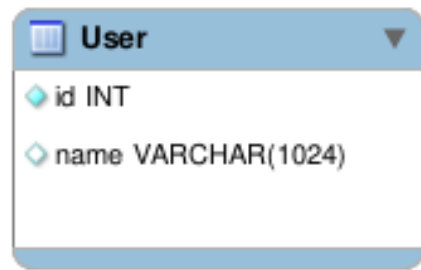 User
id INT
name VARCHAR(1024)